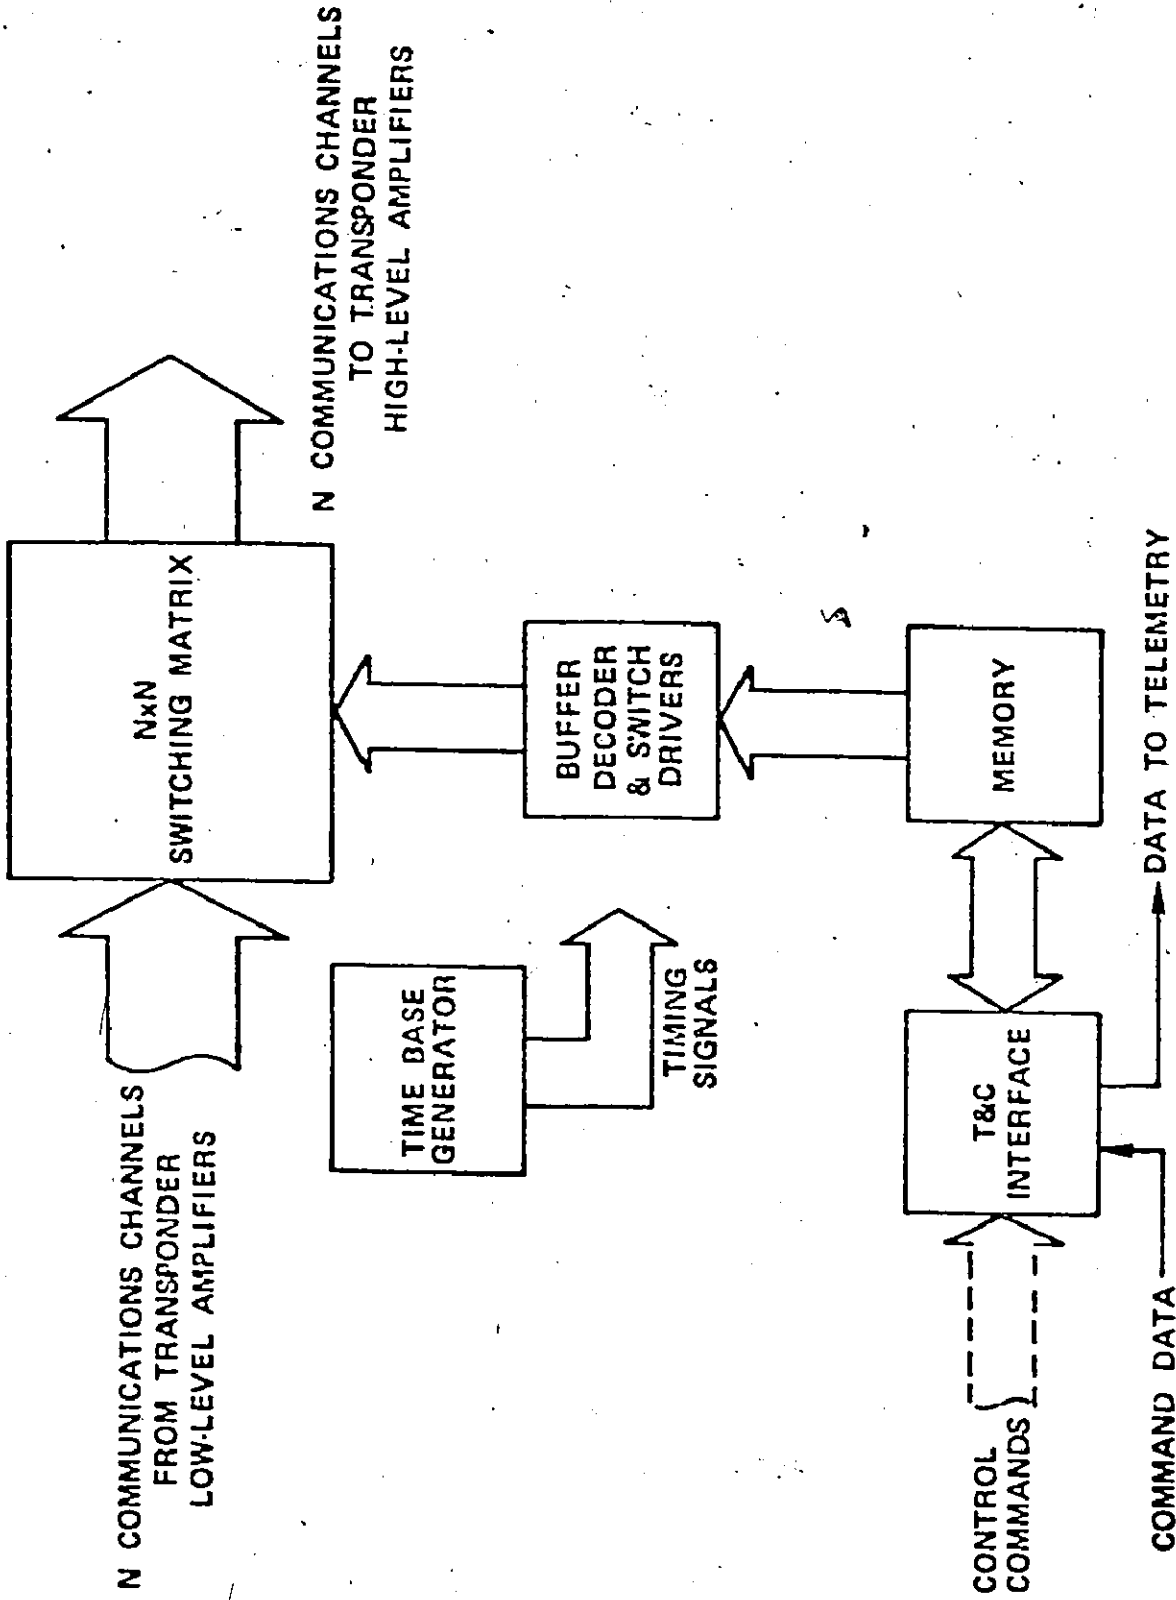 N COMMUNICATIONS CHANNELS
FROM TRANSPONDER
LOW-LEVEL AMPLIFIERS
NxN
SWITCHING MATRIX
N COMMUNICATIONS CHANNELS
TO TRANSPONDER
HIGH-LEVEL AMPLIFIERS
TIME BASE
GENERATOR
TIMING
SIGNALS
BUFFER
DECODER
& SWITCH
DRIVERS
CONTROL
COMMANDS
T&C
INTERFACE
MEMORY
COMMAND DATA
DATA TO TELEMETRY